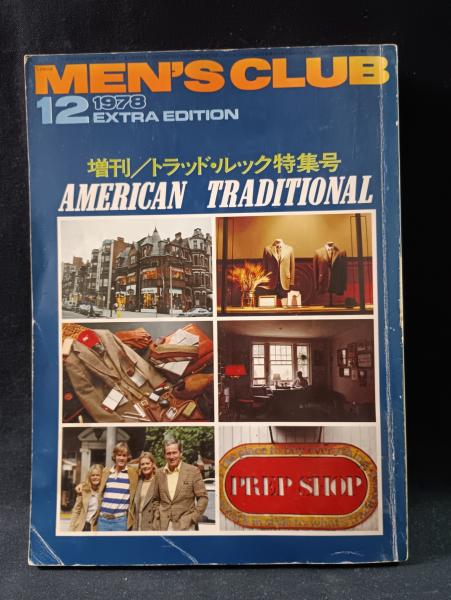 MEN'S CLUB
12 1978
EXTRA EDITION
増刊/トラッド・ルック特集号
AMERICAN TRADITIONAL
PREP SHOP